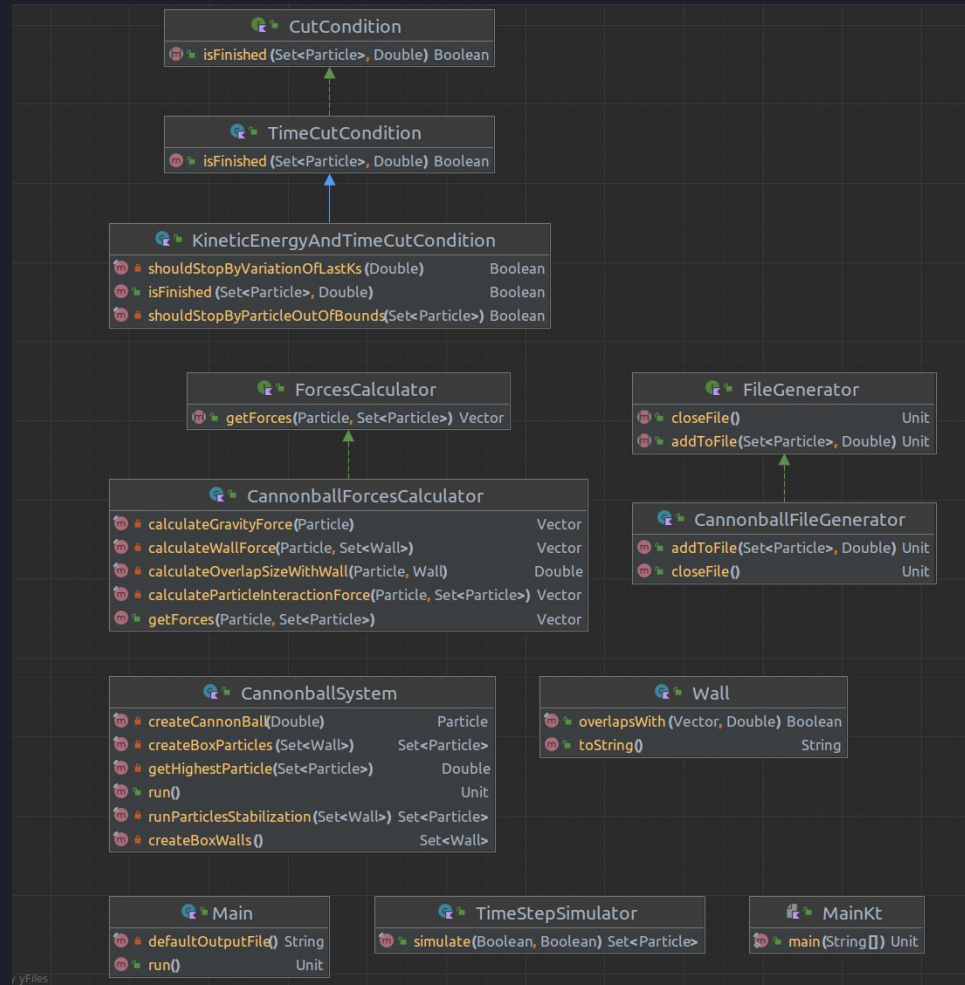 CutCondition
isFinished (Set<Particle>, Double) Boolean
TimeCutCondition
isFinished (Set<Particle>, Double) Boolean
KineticEnergyAndTimeCutCondition
shouldStopByVariationOfLastKs (Double) Boolean
isFinished (Set<Particle>, Double) Boolean
shouldStopByParticleOutOfBounds(Set<Particle>) Boolean
ForcesCalculator
getForces(Particle, Set<Particle>) Vector
FileGenerator
closeFile() Unit
addToFile(Set<Particle>, Double) Unit
CannonballForcesCalculator
calculateGravityForce(Particle) Vector
calculateWallForce(Particle, Set<Wall>) Vector
calculateOverlapSizeWithWall(Particle, Wall) Double
calculateParticleInteractionForce(Particle, Set<Particle>) Vector
getForces(Particle, Set<Particle>) Vector
CannonballFileGenerator
addToFile(Set<Particle>, Double) Unit
closeFile() Unit
CannonballSystem
createCannonBall(Double) Particle
createBoxParticles (Set<Wall>) Set<Particle>
getHighestParticle(Set<Particle>) Double
run() Unit
runParticlesStabilization (Set<Wall>) Set<Particle>
createBoxWalls () Set<Wall>
Wall
overlapsWith (Vector, Double) Boolean
toString() String
Main
defaultOutputFile() String
run() Unit
TimeStepSimulator
simulate(Boolean, Boolean) Set<Particle>
MainKt
main(String[]) Unit
y yFiles